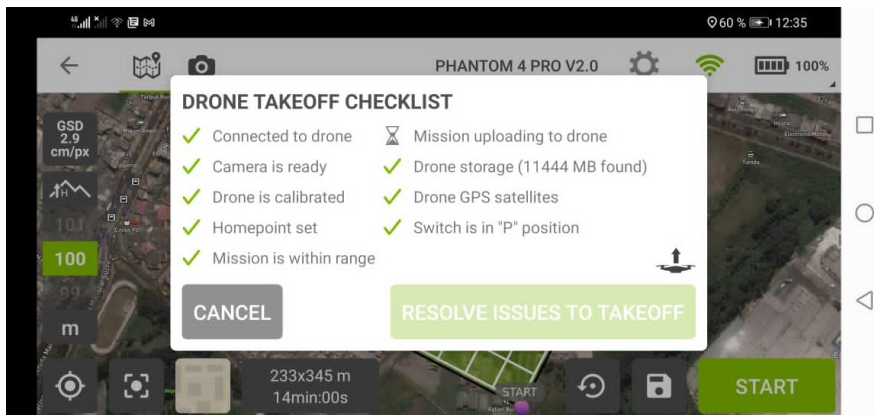 4G
60 % 12:35
PHANTOM 4 PRO V2.0
100%
DRONE TAKEOFF CHECKLIST
GSD
2.9
cm/px
Connected to drone
Mission uploading to drone
Camera is ready
Drone storage (11444 MB found)
Drone is calibrated
Drone GPS satellites
Homepoint set
Switch is in "P" position
Mission is within range
H
101
100
99
m
CANCEL
RESOLVE ISSUES TO TAKEOFF
233x345 m
14min:00s
START
START